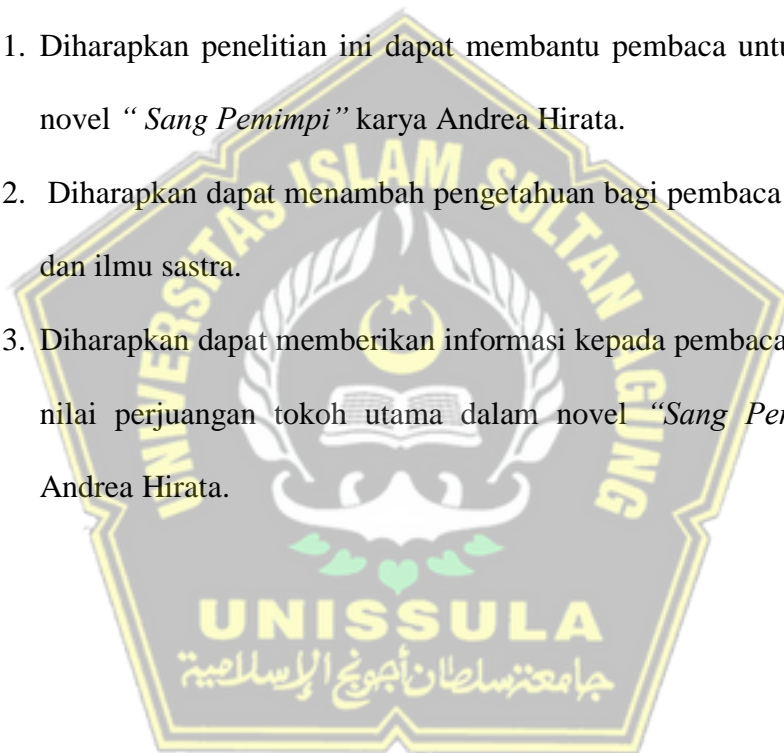 1. Diharapkan penelitian ini dapat membantu pembaca untu
novel “ Sang Pemimpi” karya Andrea Hirata.
2. Diharapkan dapat menambah pengetahuan bagi pembaca
dan ilmu sastra.
3. Diharapkan dapat memberikan informasi kepada pembaca
nilai perjuangan tokoh utama dalam novel “Sang Pe
Andrea Hirata.
UNIVERSITAS ISLAM SULTAN AGUNG
UNISSULA
جامعة سلطان أجونج الإسلامية